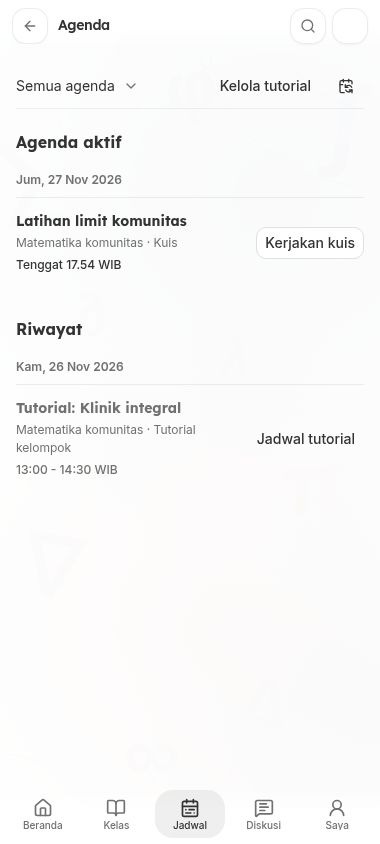 Agenda
Semua agenda
Kelola tutorial
Agenda aktif
Jum, 27 Nov 2026
Latihan limit komunitas
Matematika komunitas · Kuis
Tenggat 17.54 WIB
Kerjakan kuis
Riwayat
Kam, 26 Nov 2026
Tutorial: Klinik integral
Matematika komunitas · Tutorial
kelompok
13:00 - 14:30 WIB
Jadwal tutorial
Beranda
Kelas
Jadwal
Diskusi
Saya